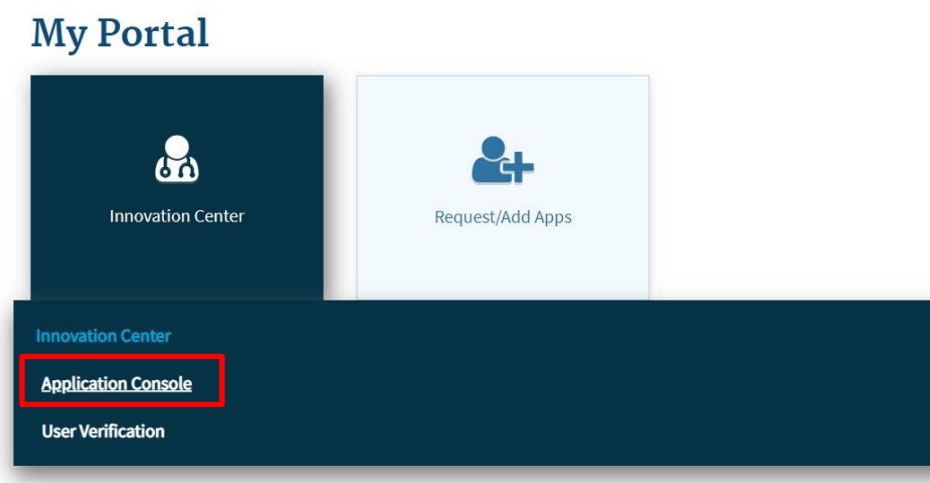 My Portal
Innovation Center
Request/Add Apps
Innovation Center
Application Console
User Verification